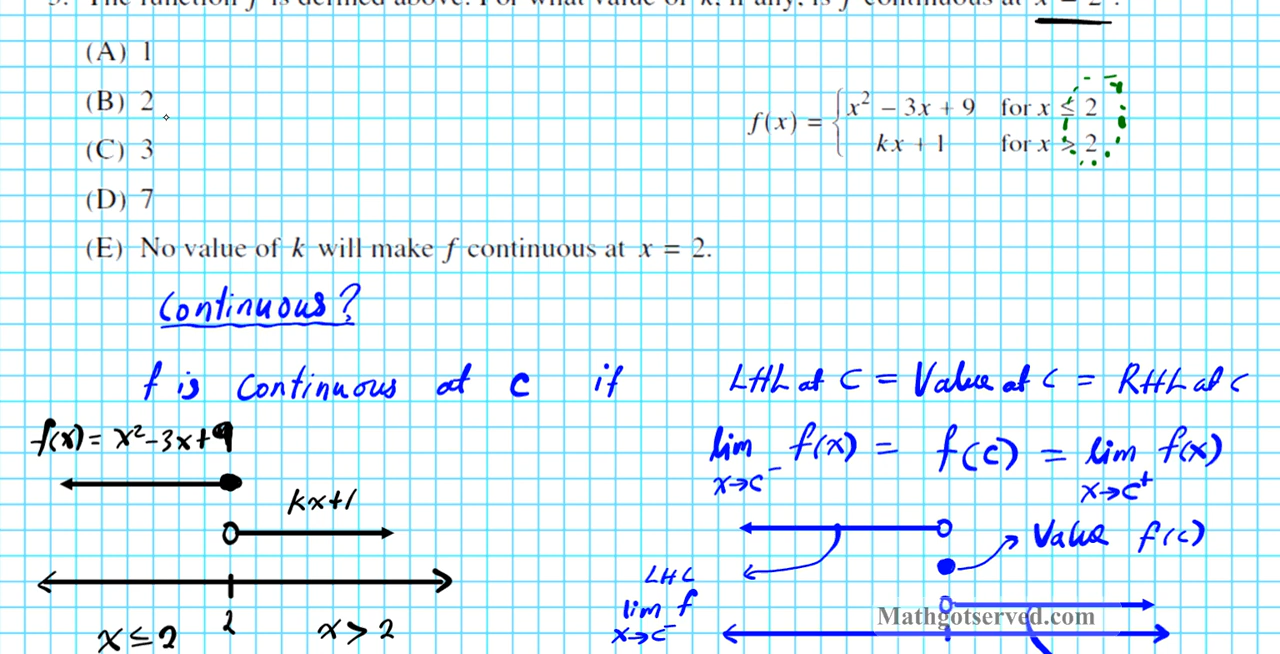 (A) 1
(B) 2
(C) 3
(D) 7
(E) No value of k will make f continuous at x = 2.
f(x) = { x² − 3x + 9 for x ≤ 2
kx + 1 for x > 2
Continuous?
f is continuous at c if LHL at c = Value at c = RHL at c
lim x→c⁻ f(x) = f(c) = lim x→c⁺ f(x)
f(x) = x²-3x+9
kx+1
2
x ≤ 2
x > 2
Value f(c)
lim f
x→c⁻
Mathgotserved.com